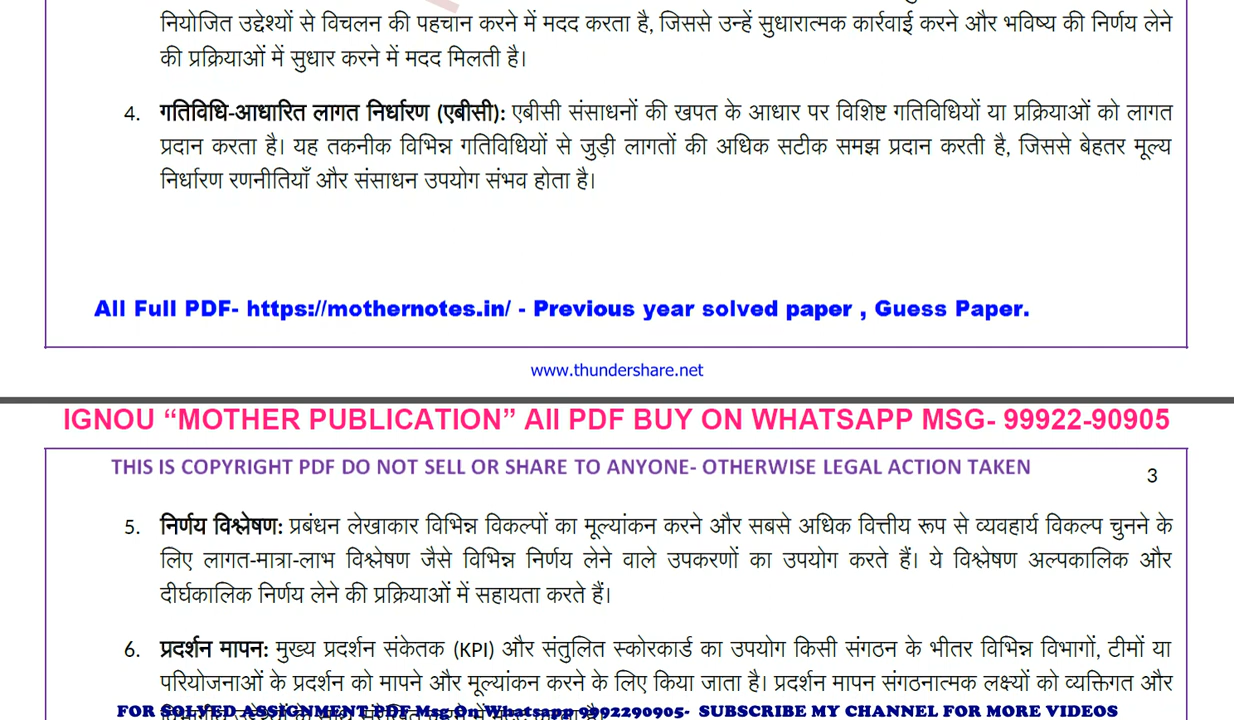 नियोजित उद्देश्यों से विचलन की पहचान करने में मदद करता है, जिससे उन्हें सुधारात्मक कार्रवाई करने और भविष्य की निर्णय लेने
की प्रक्रियाओं में सुधार करने में मदद मिलती है।
4. गतिविधि-आधारित लागत निर्धारण (एबीसी): एबीसी संसाधनों की खपत के आधार पर विशिष्ट गतिविधियों या प्रक्रियाओं को लागत
प्रदान करता है। यह तकनीक विभिन्न गतिविधियों से जुड़ी लागतों की अधिक सटीक समझ प्रदान करती है, जिससे बेहतर मूल्य
निर्धारण रणनीतियाँ और संसाधन उपयोग संभव होता है।
All Full PDF- https://mothernotes.in/ - Previous year solved paper , Guess Paper.
www.thundershare.net
IGNOU “MOTHER PUBLICATION” All PDF BUY ON WHATSAPP MSG- 99922-90905
THIS IS COPYRIGHT PDF DO NOT SELL OR SHARE TO ANYONE- OTHERWISE LEGAL ACTION TAKEN
3
5. निर्णय विश्लेषण: प्रबंधन लेखाकार विभिन्न विकल्पों का मूल्यांकन करने और सबसे अधिक वित्तीय रूप से व्यवहार्य विकल्प चुनने के
लिए लागत-मात्रा-लाभ विश्लेषण जैसे विभिन्न निर्णय लेने वाले उपकरणों का उपयोग करते हैं। ये विश्लेषण अल्पकालिक और
दीर्घकालिक निर्णय लेने की प्रक्रियाओं में सहायता करते हैं।
6. प्रदर्शन मापन: मुख्य प्रदर्शन संकेतक (KPI) और संतुलित स्कोरकार्ड का उपयोग किसी संगठन के भीतर विभिन्न विभागों, टीमों या
परियोजनाओं के प्रदर्शन को मापने और मूल्यांकन करने के लिए किया जाता है। प्रदर्शन मापन संगठनात्मक लक्ष्यों को व्यक्तिगत और
FOR SOLVED ASSIGNMENT PDF Msg On Whatsapp 9992290905- SUBSCRIBE MY CHANNEL FOR MORE VIDEOS